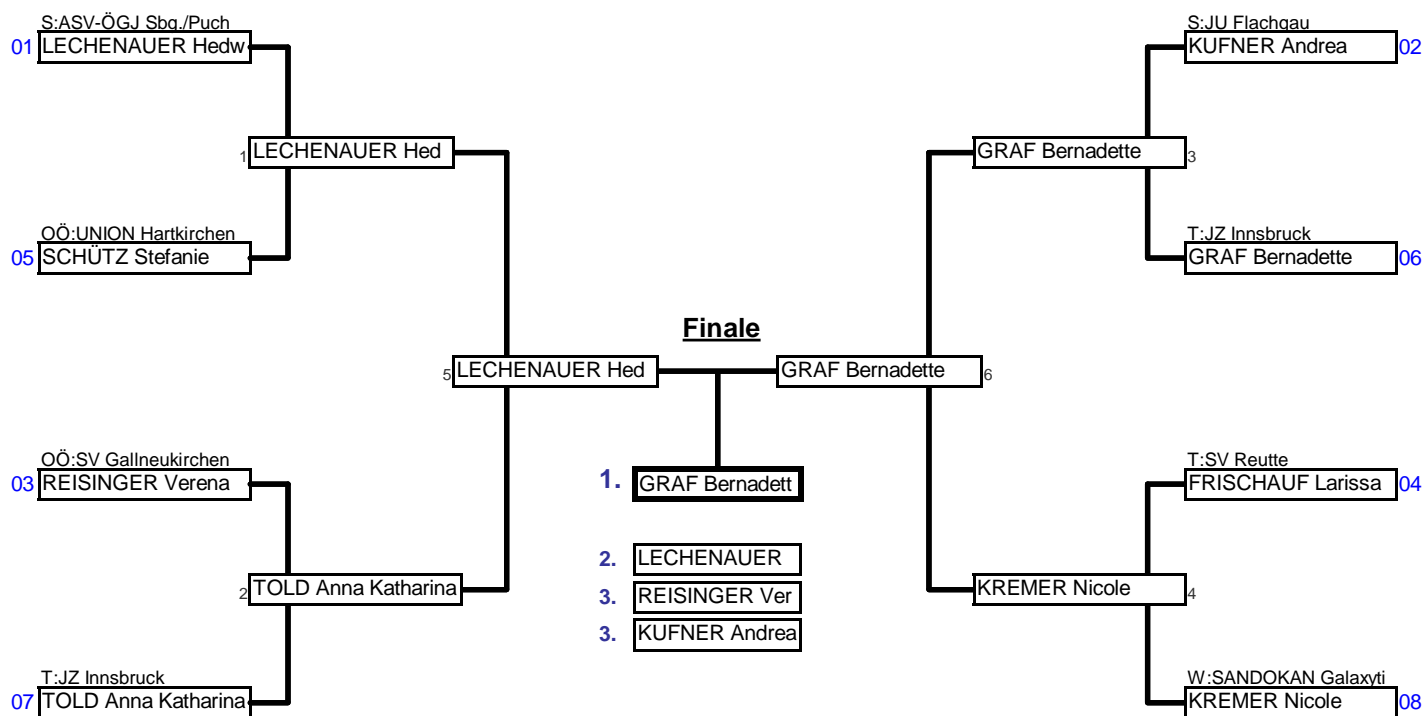 S:ASV-ÖGJ Sbg./Puch
01 LECHENAUER Hedw
1 LECHENAUER Hed
OÖ:UNION Hartkirchen
05 SCHÜTZ Stefanie
5 LECHENAUER Hed
OÖ:SV Gallneukirchen
03 REISINGER Verena
2 TOLD Anna Katharina
T:JZ Innsbruck
07 TOLD Anna Katharina
Finale
1. GRAF Bernadett
2. LECHENAUER
3. REISINGER Ver
3. KUFNER Andrea
S:JU Flachgau
KUFNER Andrea 02
GRAF Bernadette 3
T:JZ Innsbruck
GRAF Bernadette 06
GRAF Bernadette 6
T:SV Reutte
FRISCHAUF Larissa 04
KREMER Nicole 4
W:SANDOKAN Galaxyti
KREMER Nicole 08